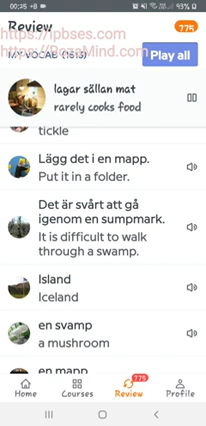 00:45
93%
Review
775
https://Ipbses.com
https://RozaMind.com
MY VOCAB (1613)
Play all
lagar sällan mat
rarely cooks food
tickle
Lägg det i en mapp.
Put it in a folder.
Det är svårt att gå
igenom en sumpmark.
It is difficult to walk
through a swamp.
Island
Iceland
en svamp
a mushroom
en mapp
775
Home
Courses
Review
Profile